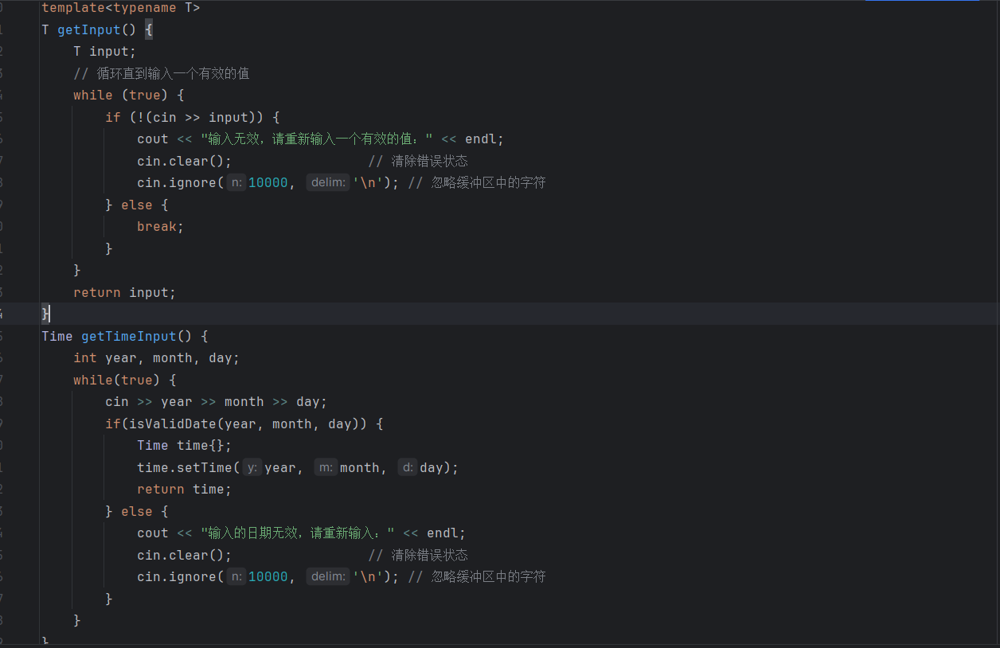 template<typename T>
T getInput() {
    T input;
    // 循环直到输入一个有效的值
    while (true) {
        if (!(cin >> input)) {
            cout << "输入无效，请重新输入一个有效的值：" << endl;
            cin.clear();                 // 清除错误状态
            cin.ignore( n: 10000,  delim: '\n'); // 忽略缓冲区中的字符
        } else {
            break;
        }
    }
    return input;
}
Time getTimeInput() {
    int year, month, day;
    while(true) {
        cin >> year >> month >> day;
        if(isValidDate(year, month, day)) {
            Time time{};
            time.setTime( y: year,  m: month,  d: day);
            return time;
        } else {
            cout << "输入的日期无效，请重新输入：" << endl;
            cin.clear();                 // 清除错误状态
            cin.ignore( n: 10000,  delim: '\n'); // 忽略缓冲区中的字符
        }
    }
}